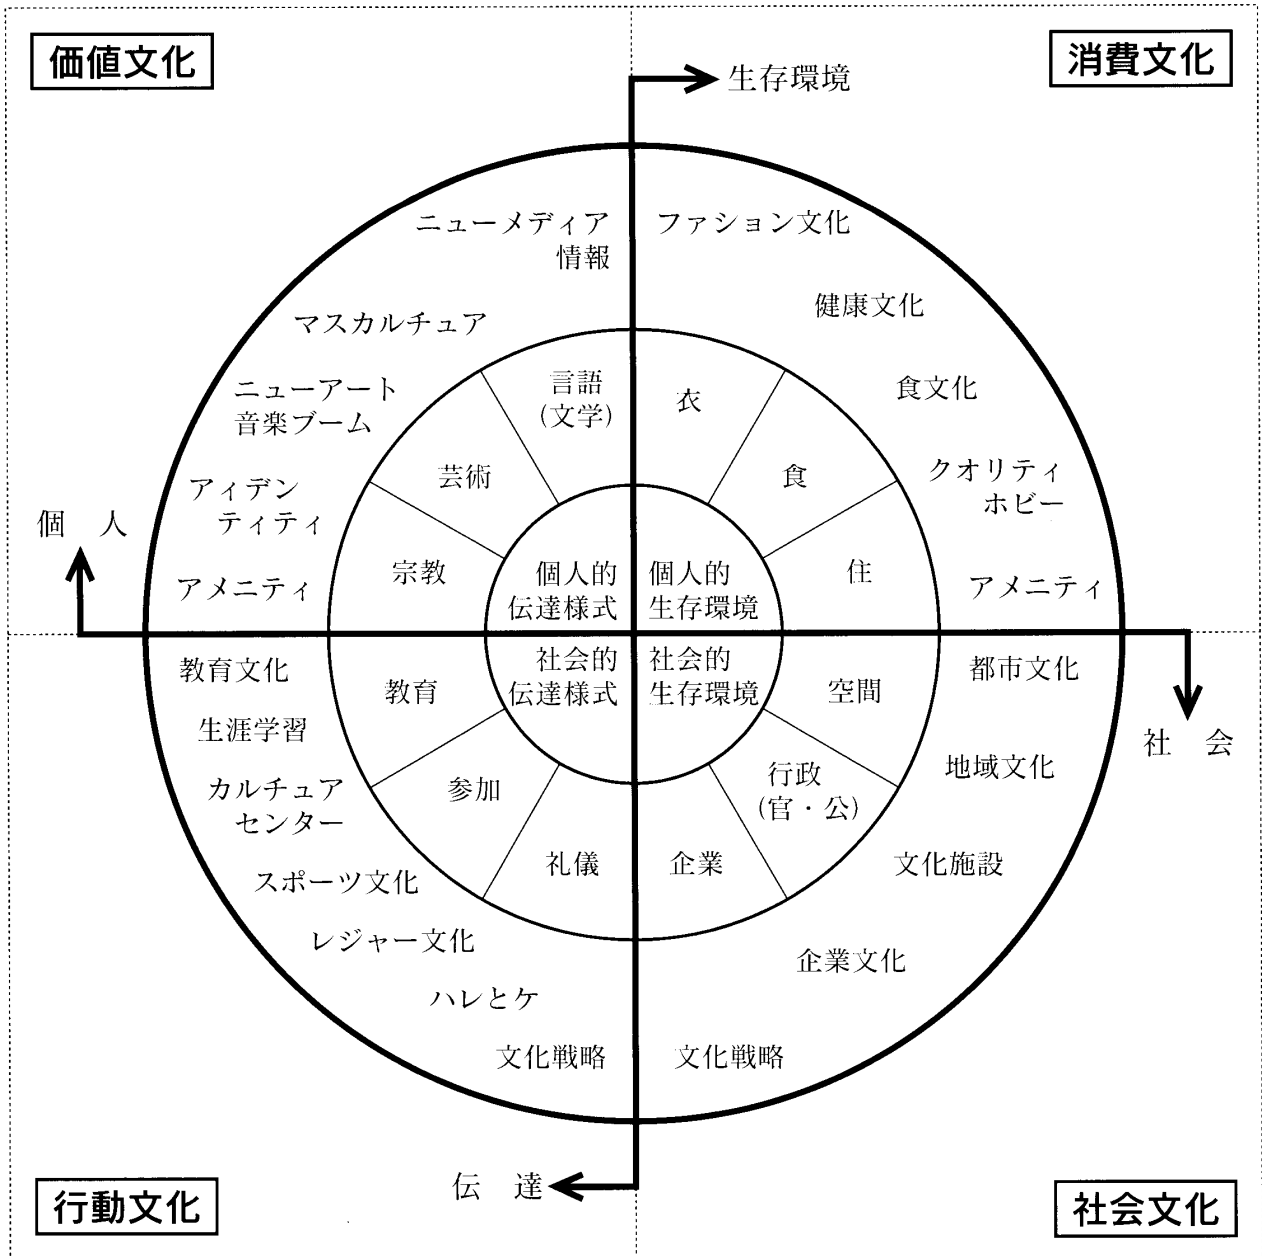 価値文化
消費文化
生存環境
ニューメディア
情報
ファッション文化
マスカルチュア
健康文化
ニューアート
音楽ブーム
言語
(文学)
衣
食文化
アィデン
ティティ
芸術
食
クオリティ
ホビー
個 人
アメニティ
宗教
個人的
伝達様式
個人的
生存環境
住
アメニティ
教育文化
教育
社会的
伝達様式
社会的
生存環境
空間
都市文化
社 会
生涯学習
カルチュア
センター
参加
行政
(官・公)
地域文化
スポーツ文化
礼儀
企業
文化施設
レジャー文化
企業文化
ハレとケ
文化戦略
文化戦略
伝 達
行動文化
社会文化